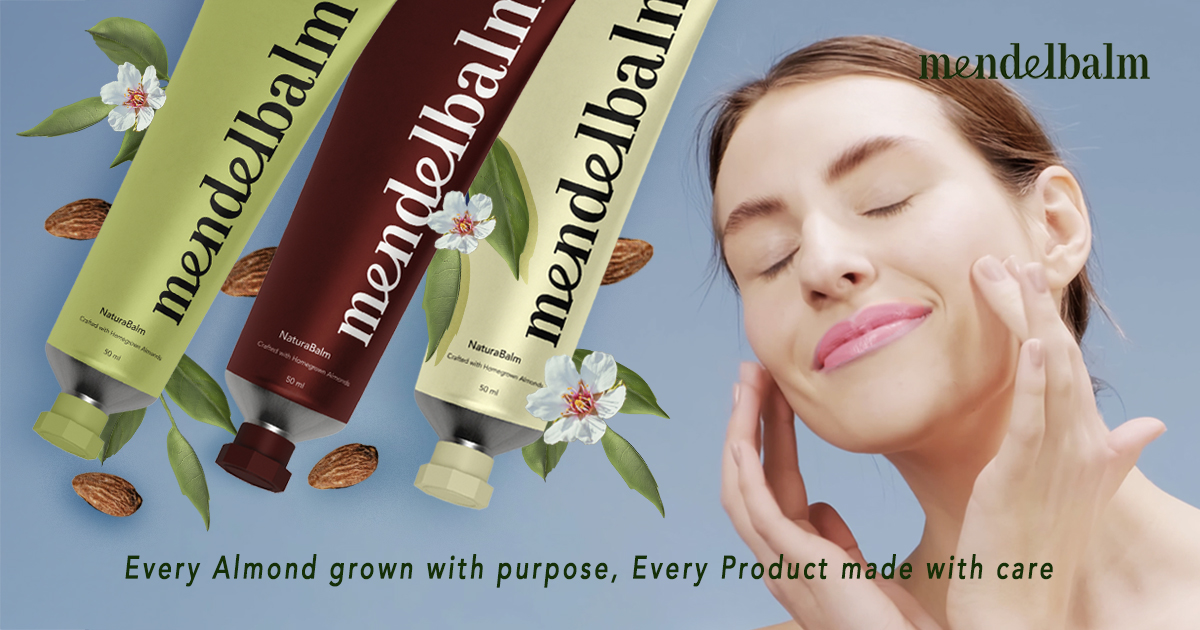 mendelbalm
NaturaBalm
Crafted with Homegrown Almonds
50 ml
mendelbalm
NaturaBalm
Crafted with Homegrown Almonds
50 ml
mendelbalm
NaturaBalm
Crafted with Homegrown Almonds
50 ml
mendelbalm
Every Almond grown with purpose, Every Product made with care